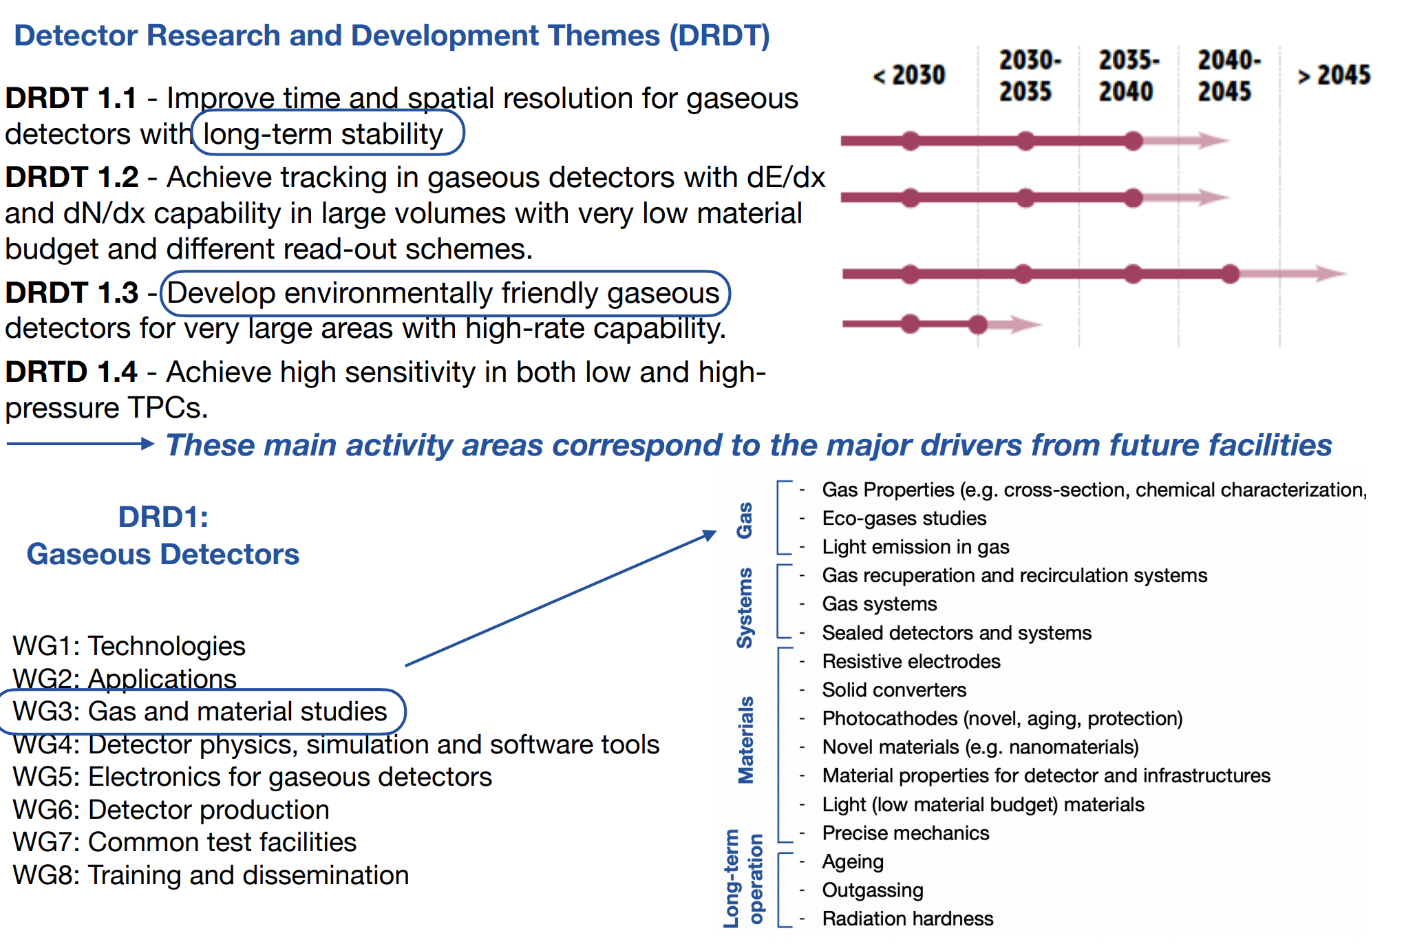 Detector Research and Development Themes (DRDT)
DRDT 1.1 - Improve time and spatial resolution for gaseous
detectors with long-term stability
DRDT 1.2 - Achieve tracking in gaseous detectors with dE/dx
and dN/dx capability in large volumes with very low material
budget and different read-out schemes.
DRDT 1.3 - Develop environmentally friendly gaseous
detectors for very large areas with high-rate capability.
DRTD 1.4 - Achieve high sensitivity in both low and high-
pressure TPCs.
< 2030
2030-
2035
2035-
2040
2040-
2045
> 2045
These main activity areas correspond to the major drivers from future facilities
DRD1:
Gaseous Detectors
WG1: Technologies
WG2: Applications
WG3: Gas and material studies
WG4: Detector physics, simulation and software tools
WG5: Electronics for gaseous detectors
WG6: Detector production
WG7: Common test facilities
WG8: Training and dissemination
Gas
- Gas Properties (e.g. cross-section, chemical characterization,
- Eco-gases studies
- Light emission in gas
Systems
- Gas recuperation and recirculation systems
- Gas systems
- Sealed detectors and systems
Materials
- Resistive electrodes
- Solid converters
- Photocathodes (novel, aging, protection)
- Novel materials (e.g. nanomaterials)
- Material properties for detector and infrastructures
- Light (low material budget) materials
- Precise mechanics
Long-term
operation
- Ageing
- Outgassing
- Radiation hardness